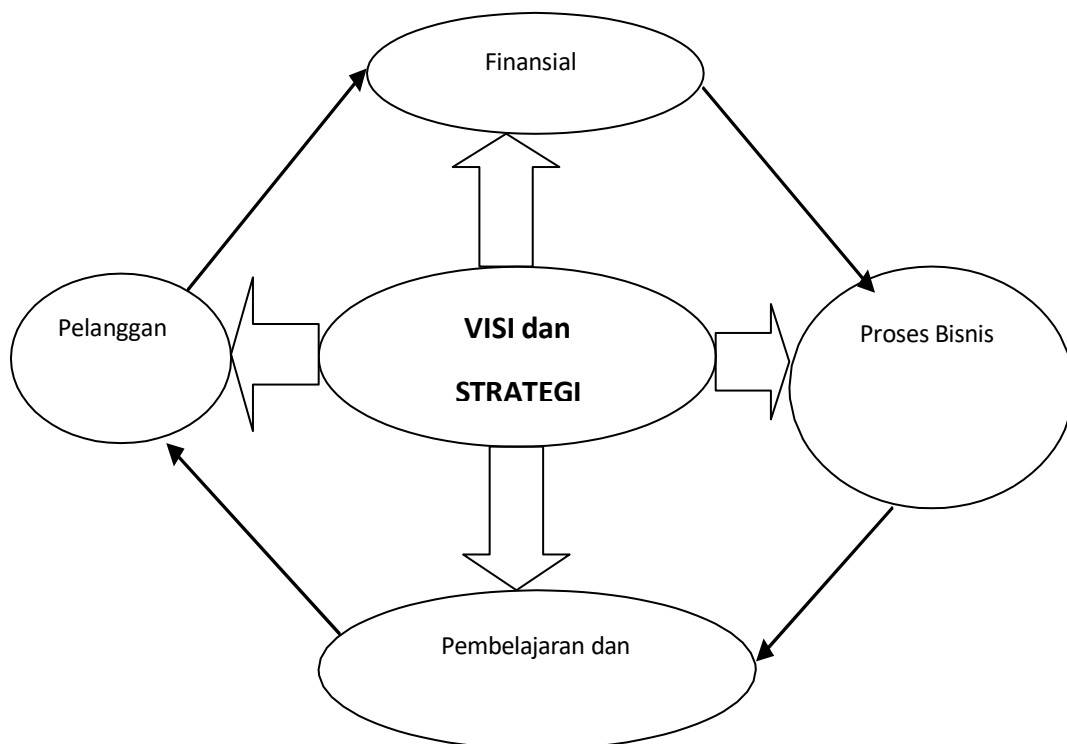 Finansial
Pelanggan
VISI dan
STRATEGI
Proses Bisnis
Pembelajaran dan